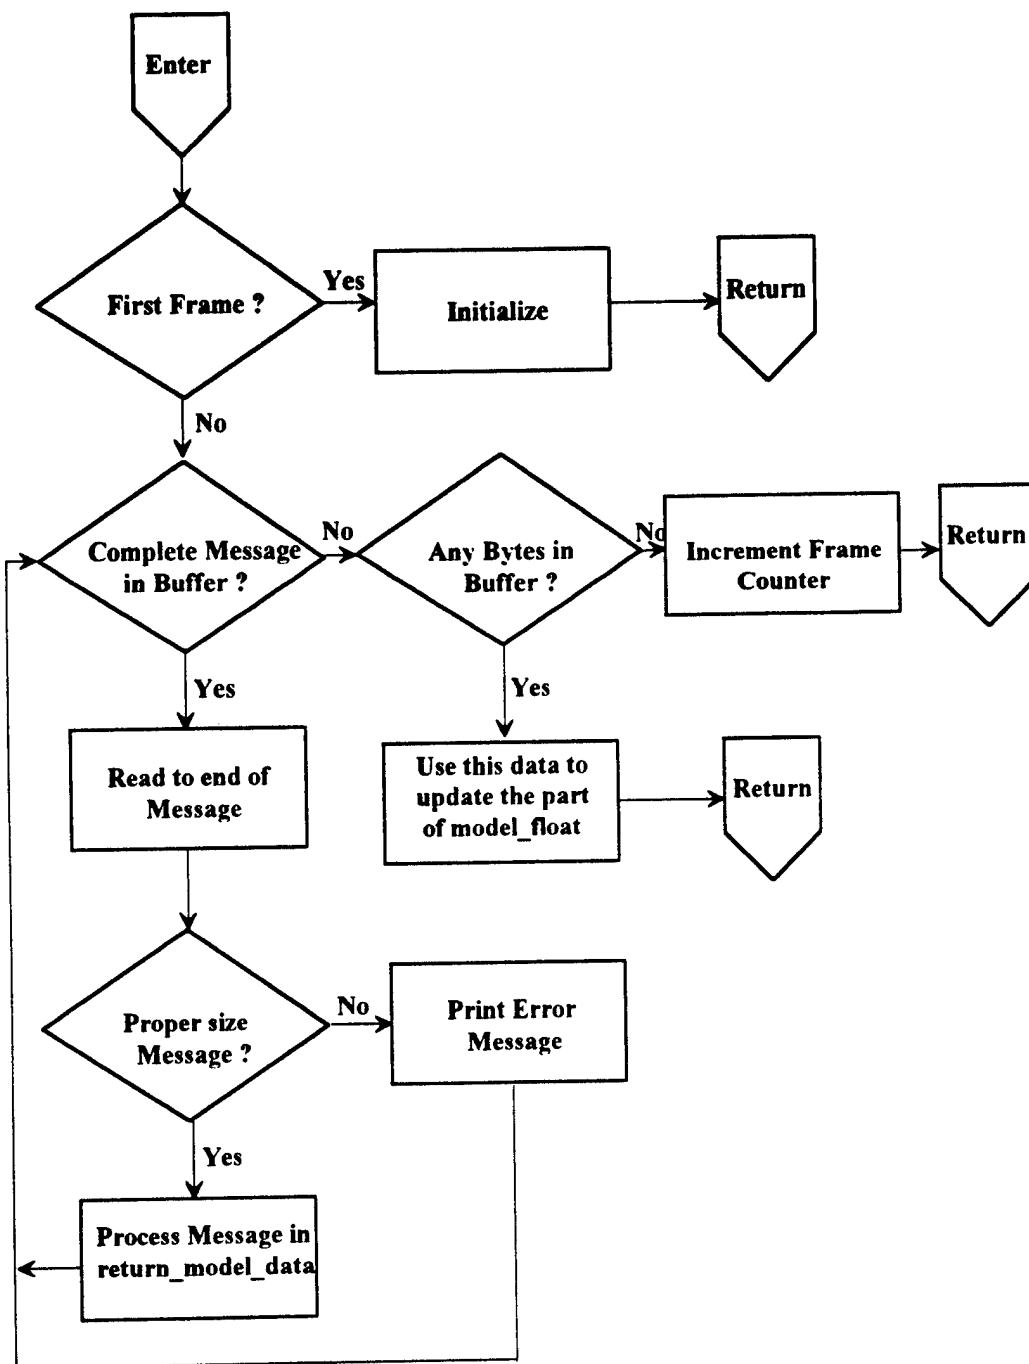 Enter
First Frame ?
Yes
Initialize
Return
No
Complete Message
in Buffer ?
No
Any Bytes in
Buffer ?
No
Increment Frame
Counter
Return
Yes
Read to end of
Message
Yes
Use this data to
update the part
of model_float
Return
Proper size
Message ?
No
Print Error
Message
Yes
Process Message in
return_model_data